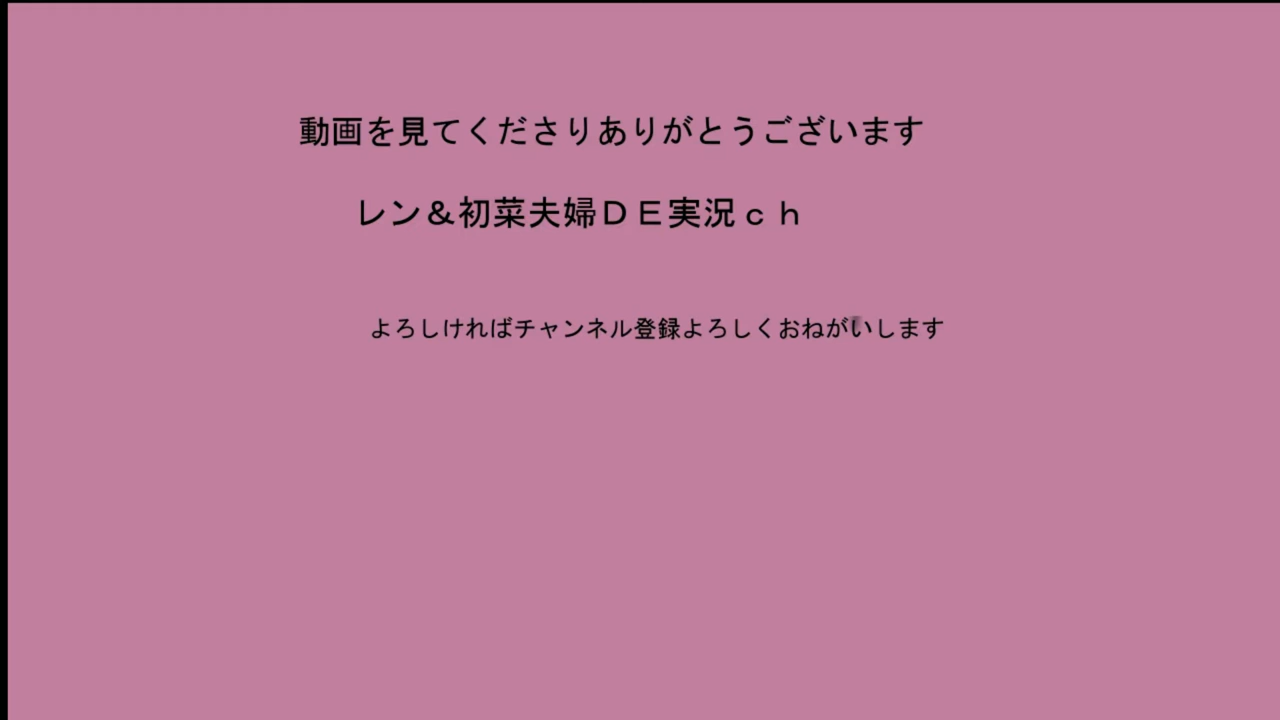 動画を見てくださりありがとうございます
レン＆初菜夫婦ＤＥ実況ｃｈ
よろしければチャンネル登録よろしくおねがいします